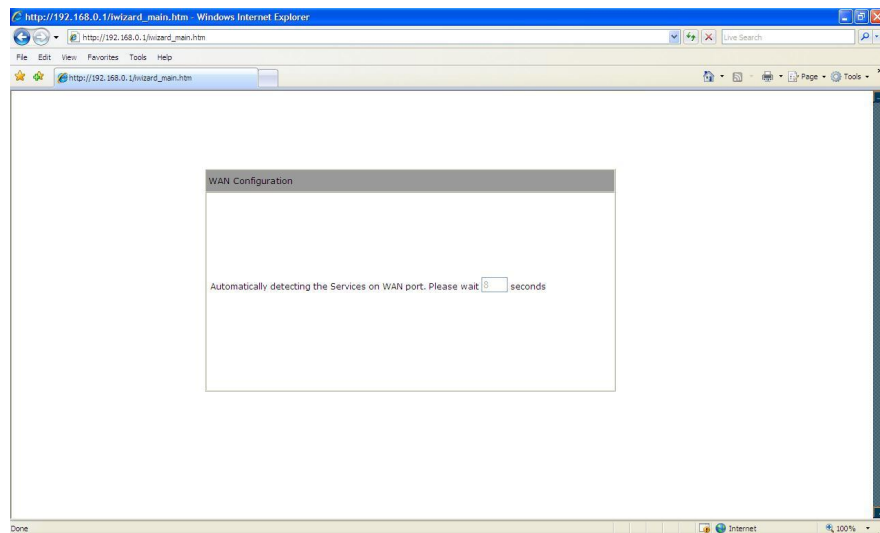 http://192.168.0.1/iwizard_main.htm - Windows Internet Explorer
http://192.168.0.1/iwizard_main.htm
Live Search
File Edit View Favorites Tools Help
http://192.168.0.1/iwizard_main.htm
Page
Tools
WAN Configuration
Automatically detecting the Services on WAN port. Please wait 8 seconds
Done
Internet
100%